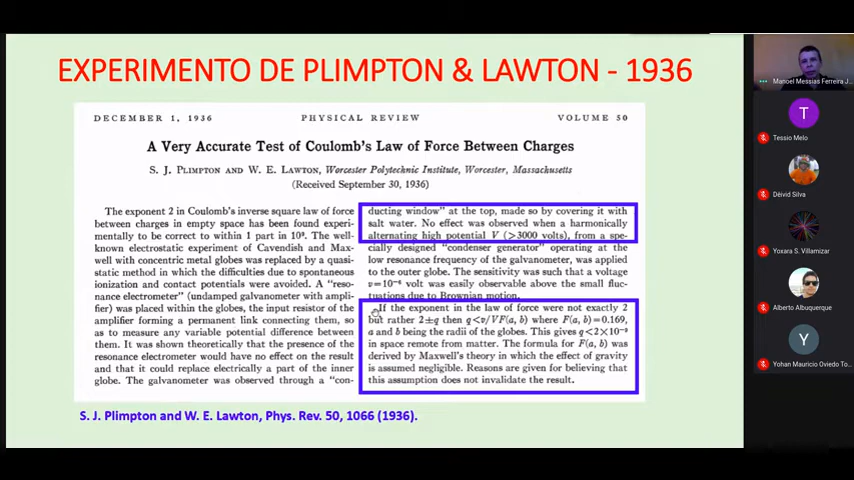 EXPERIMENTO DE PLIMPTON & LAWTON - 1936
DECEMBER 1, 1936 PHYSICAL REVIEW VOLUME 50
A Very Accurate Test of Coulomb's Law of Force Between Charges
S. J. PLIMPTON AND W. E. LAWTON, Worcester Polytechnic Institute, Worcester, Massachusetts
(Received September 30, 1936)
The exponent 2 in Coulomb's inverse square law of force
between charges in empty space has been found experi-
mentally to be correct to within 1 part in 10⁹. The well-
known electrostatic experiment of Cavendish and Max-
well with concentric metal globes was replaced by a quasi-
static method in which the difficulties due to spontaneous
ionization and contact potentials were avoided. A "reso-
nance electrometer" (undamped galvanometer with ampli-
fier) was placed within the globes, the input resistor of the
amplifier forming a permanent link connecting them, so
as to measure any variable potential difference between
them. It was shown theoretically that the presence of the
resonance electrometer would have no effect on the result
and that it could replace electrically a part of the inner
globe. The galvanometer was observed through a "con-
ducting window" at the top, made so by covering it with
salt water. No effect was observed when a harmonically
alternating high potential V (>3000 volts), from a spe-
cially designed "condenser generator" operating at the
low resonance frequency of the galvanometer, was applied
to the outer globe. The sensitivity was such that a voltage
v=10⁻⁶ volt was easily observable above the small fluc-
tuations due to Brownian motion.
If the exponent in the law of force were not exactly 2
but rather 2±q then q<v/VF(a, b) where F(a, b)=0.169,
a and b being the radii of the globes. This gives q<2×10⁻⁹
in space remote from matter. The formula for F(a, b) was
derived by Maxwell's theory in which the effect of gravity
is assumed negligible. Reasons are given for believing that
this assumption does not invalidate the result.
S. J. Plimpton and W. E. Lawton, Phys. Rev. 50, 1066 (1936).
Manoel Messias Ferreira J...
T
Tessio Melo
Déivid Silva
Yoxara S. Villamizar
Alberto Albuquerque
Y
Yohan Mauricio Oviedo To...